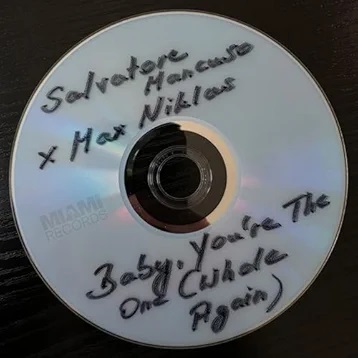 Salvatore
Mancuso
x Max Niklas
MIAMI
RECORDS
Baby, You're The
One (Whole
Again)